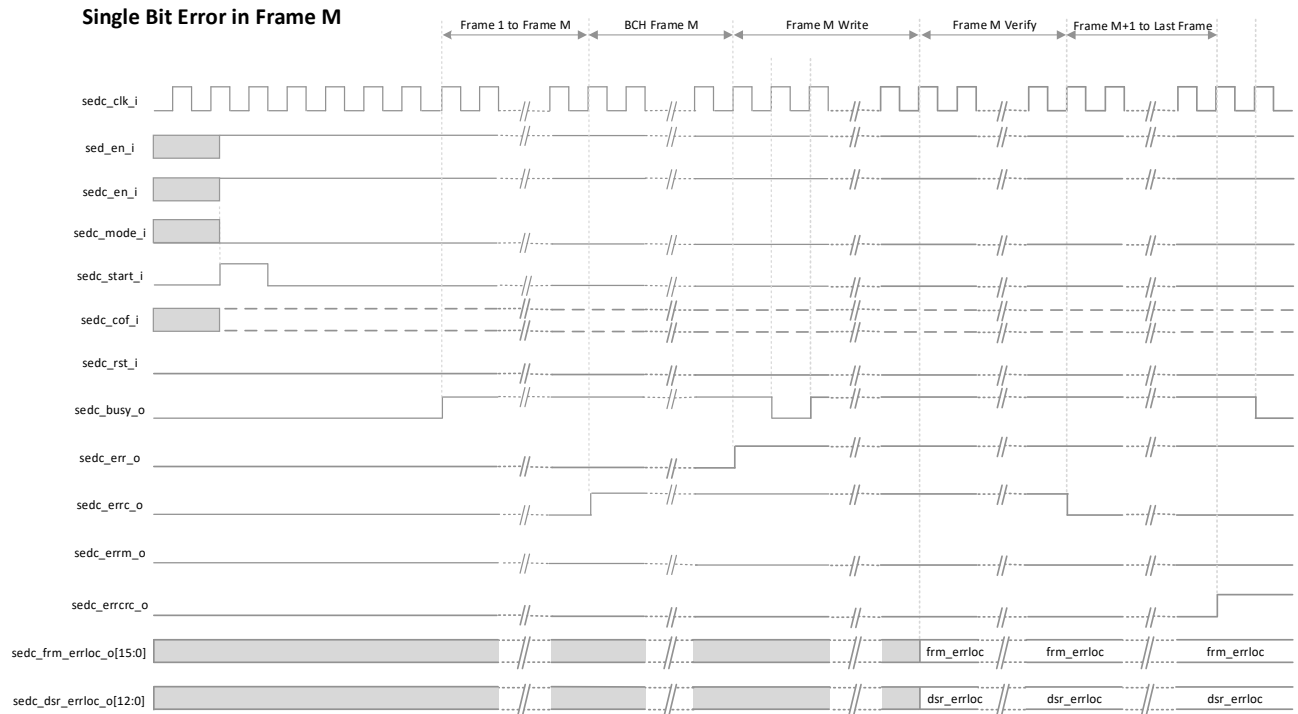 Single Bit Error in Frame M
Frame 1 to Frame M
BCH Frame M
Frame M Write
Frame M Verify
Frame M+1 to Last Frame
sedc_clk_i
sed_en_i
sedc_en_i
sedc_mode_i
sedc_start_i
sedc_cof_i
sedc_rst_i
sedc_busy_o
sedc_err_o
sedc_errc_o
sedc_errm_o
sedc_errcrc_o
sedc_frm_errloc_o[15:0]
frm_errloc
frm_errloc
frm_errloc
sedc_dsr_errloc_o[12:0]
dsr_errloc
dsr_errloc
dsr_errloc